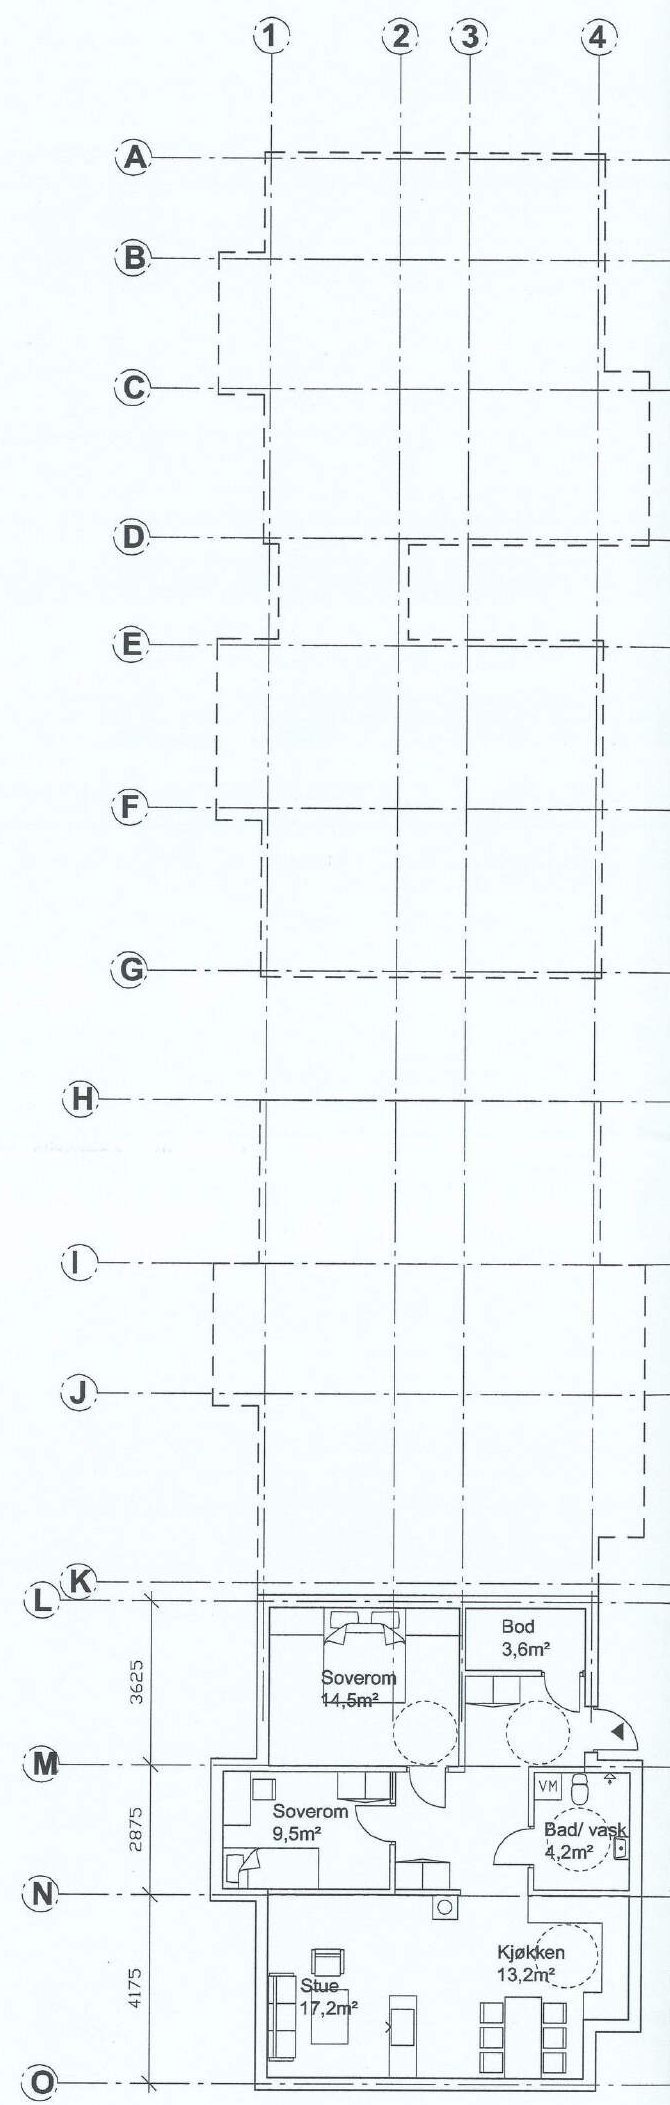 1 2 3 4
A
B
C
D
E
F
G
H
I
J
K
L
Bod
3,6m²
3625
Soverom
14,5m²
M
VM
2875
Soverom
9,5m²
Bad/ vask
4,2m²
N
Kjøkken
13,2m²
4175
Stue
17,2m²
O